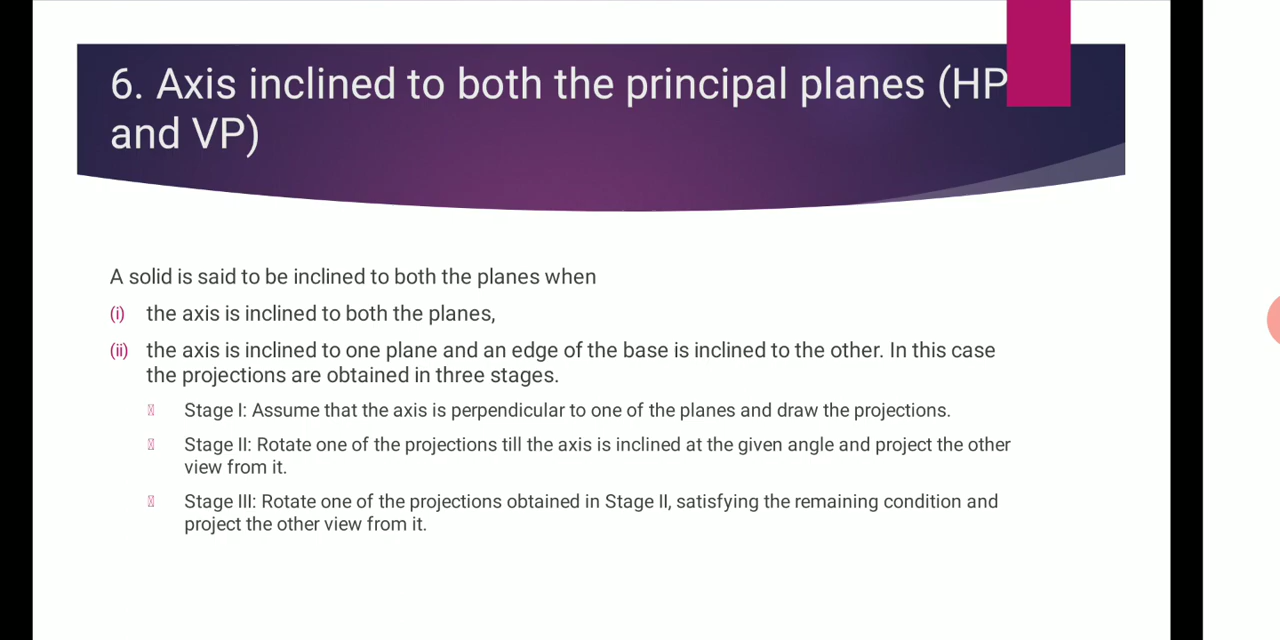 6. Axis inclined to both the principal planes (HP
and VP)
A solid is said to be inclined to both the planes when
(i) the axis is inclined to both the planes,
(ii) the axis is inclined to one plane and an edge of the base is inclined to the other. In this case
the projections are obtained in three stages.
Stage I: Assume that the axis is perpendicular to one of the planes and draw the projections.
Stage II: Rotate one of the projections till the axis is inclined at the given angle and project the other
view from it.
Stage III: Rotate one of the projections obtained in Stage II, satisfying the remaining condition and
project the other view from it.